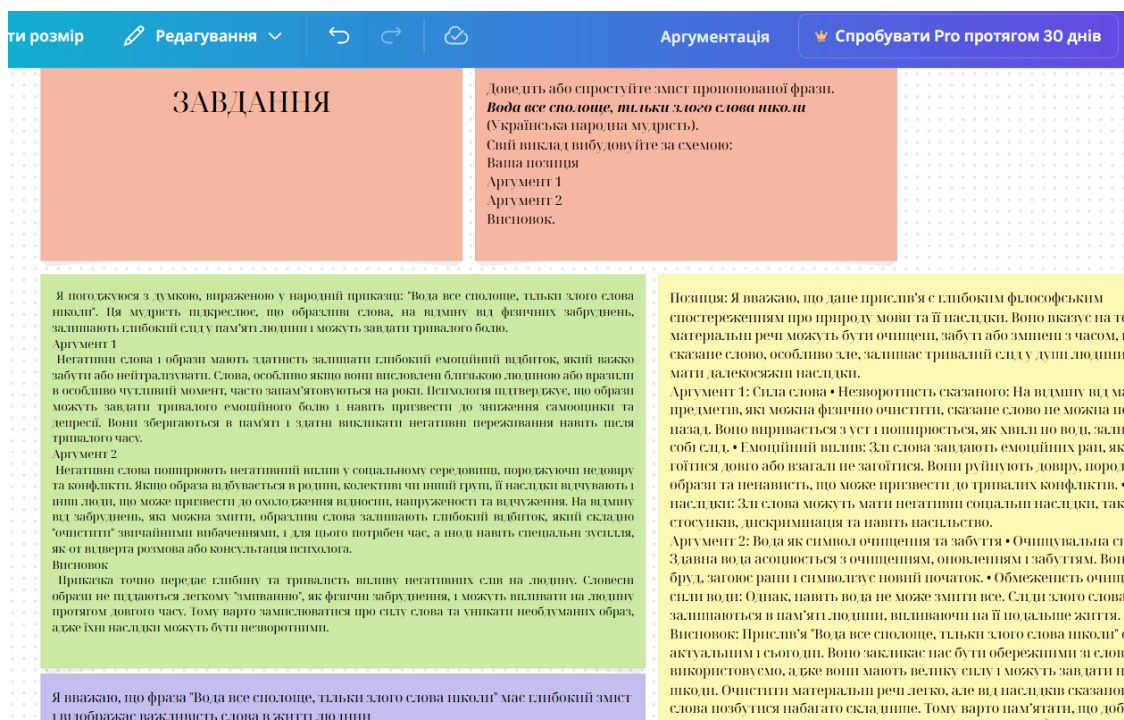 ти розмір
Редагування
Аргументація
Спробувати Pro протягом 30 днів
ЗАВДАННЯ
Доведіть або спростуйте зміст пропонованої фрази.
Вода все сполоще, тільки злого слова ніколи
(Українська народна мудрість).
Свій виклад вибудовуйте за схемою:
Ваша позиція
Аргумент 1
Аргумент 2
Висновок.
Я погоджуюся з думкою, вираженою у народній приказці: "Вода все сполоще, тільки злого слова
ніколи". Ця мудрість підкреслює, що образливі слова, на відміну від фізичних забруднень,
залишають глибокий слід у пам'яті людини і можуть завдати тривалого болю.
Аргумент 1
Негативні слова і образи мають здатність залишати глибокий емоційний відбиток, який важко
забути або нейтралізувати. Слова, особливо якщо вони висловлені близькою людиною або вразили
в особливо чутливий момент, часто запам'ятовуються на роки. Психологія підтверджує, що образи
можуть завдати тривалого емоційного болю і навіть призвести до зниження самооцінки та
депресії. Вони зберігаються в пам'яті і здатні викликати негативні переживання навіть після
тривалого часу.
Аргумент 2
Негативні слова поширюють негативний вплив у соціальному середовищі, породжуючи недовіру
та конфлікти. Якщо образа відбувається в родині, колективі чи іншій групі, її наслідки відчувають і
інші люди, що може призвести до охолодження відносин, напруженості та відчуження. На відміну
від забруднень, які можна змити, образливі слова залишають глибокий відбиток, який складно
"очистити" звичайними вибаченнями, і для цього потрібен час, а іноді навіть спеціальні зусилля,
як-от відверта розмова або консультація психолога.
Висновок
Приказка точно передає глибину та тривалість впливу негативних слів на людину. Словесні
образи не піддаються легкому "змиванню", як фізичні забруднення, і можуть впливати на людину
протягом довгого часу. Тому варто замислюватися про силу слова та уникати необдуманих образ,
адже їхні наслідки можуть бути незворотними.
Я вважаю, що фраза "Вода все сполоще, тільки злого слова ніколи" має глибокий зміст
і відображає важливість слова в житті людини
Позиція: Я вважаю, що дане прислів'я є глибоким філософським
спостереженням про природу мови та її наслідки. Воно вказує на т
матеріальні речі можуть бути очищені, забуті або змінені з часом,
сказане слово, особливо зле, залишає тривалий слід у душі людини
мати далекосяжні наслідки.
Аргумент 1: Сила слова • Незворотність сказаного: На відміну від ма
предметів, які можна фізично очистити, сказане слово не можна п
назад. Воно виривається з уст і поширюється, як хвилі по воді, зали
собі слід. • Емоційний вплив: Злі слова завдають емоційних ран, як
гоїтися довго або взагалі не загоїтися. Вони руйнують довіру, пород
образи та ненависть, що може призвести до тривалих конфліктів. •
наслідки: Злі слова можуть мати негативні соціальні наслідки, так
стосунків, дискримінація та навіть насильство.
Аргумент 2: Вода як символ очищення та забуття • Очищувальна с
Здавна вода асоціюється з очищенням, оновленням і забуттям. Вон
бруд, загоює рани і символізує новий початок. • Обмеженість очищ
сили води: Однак, навіть вода не може змити все. Сліди злого слова
залишаються в пам'яті людини, впливаючи на її подальше життя.
Висновок: Прислів'я "Вода все сполоще, тільки злого слова ніколи"
актуальним і сьогодні. Воно закликає нас бути обережними зі слов
використовуємо, адже вони мають велику силу і можуть завдати
шкоди. Очистити матеріальні речі легко, але від наслідків сказано
слова позбутися набагато складніше. Тому варто пам'ятати, що доб